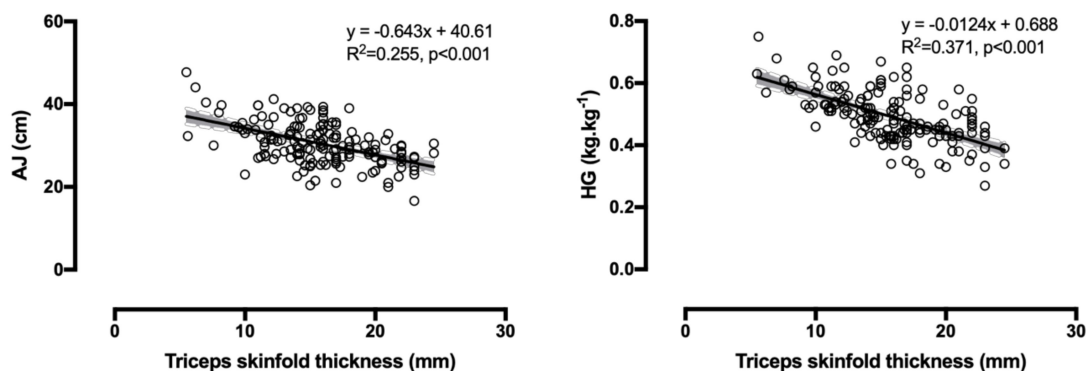 60
40
20
0
AJ (cm)
y = -0.643x + 40.61
R²=0.255, p<0.001
0 10 20 30
Triceps skinfold thickness (mm)
0.8
0.6
0.4
0.2
0.0
HG (kg.kg⁻¹)
y = -0.0124x + 0.688
R²=0.371, p<0.001
0 10 20 30
Triceps skinfold thickness (mm)